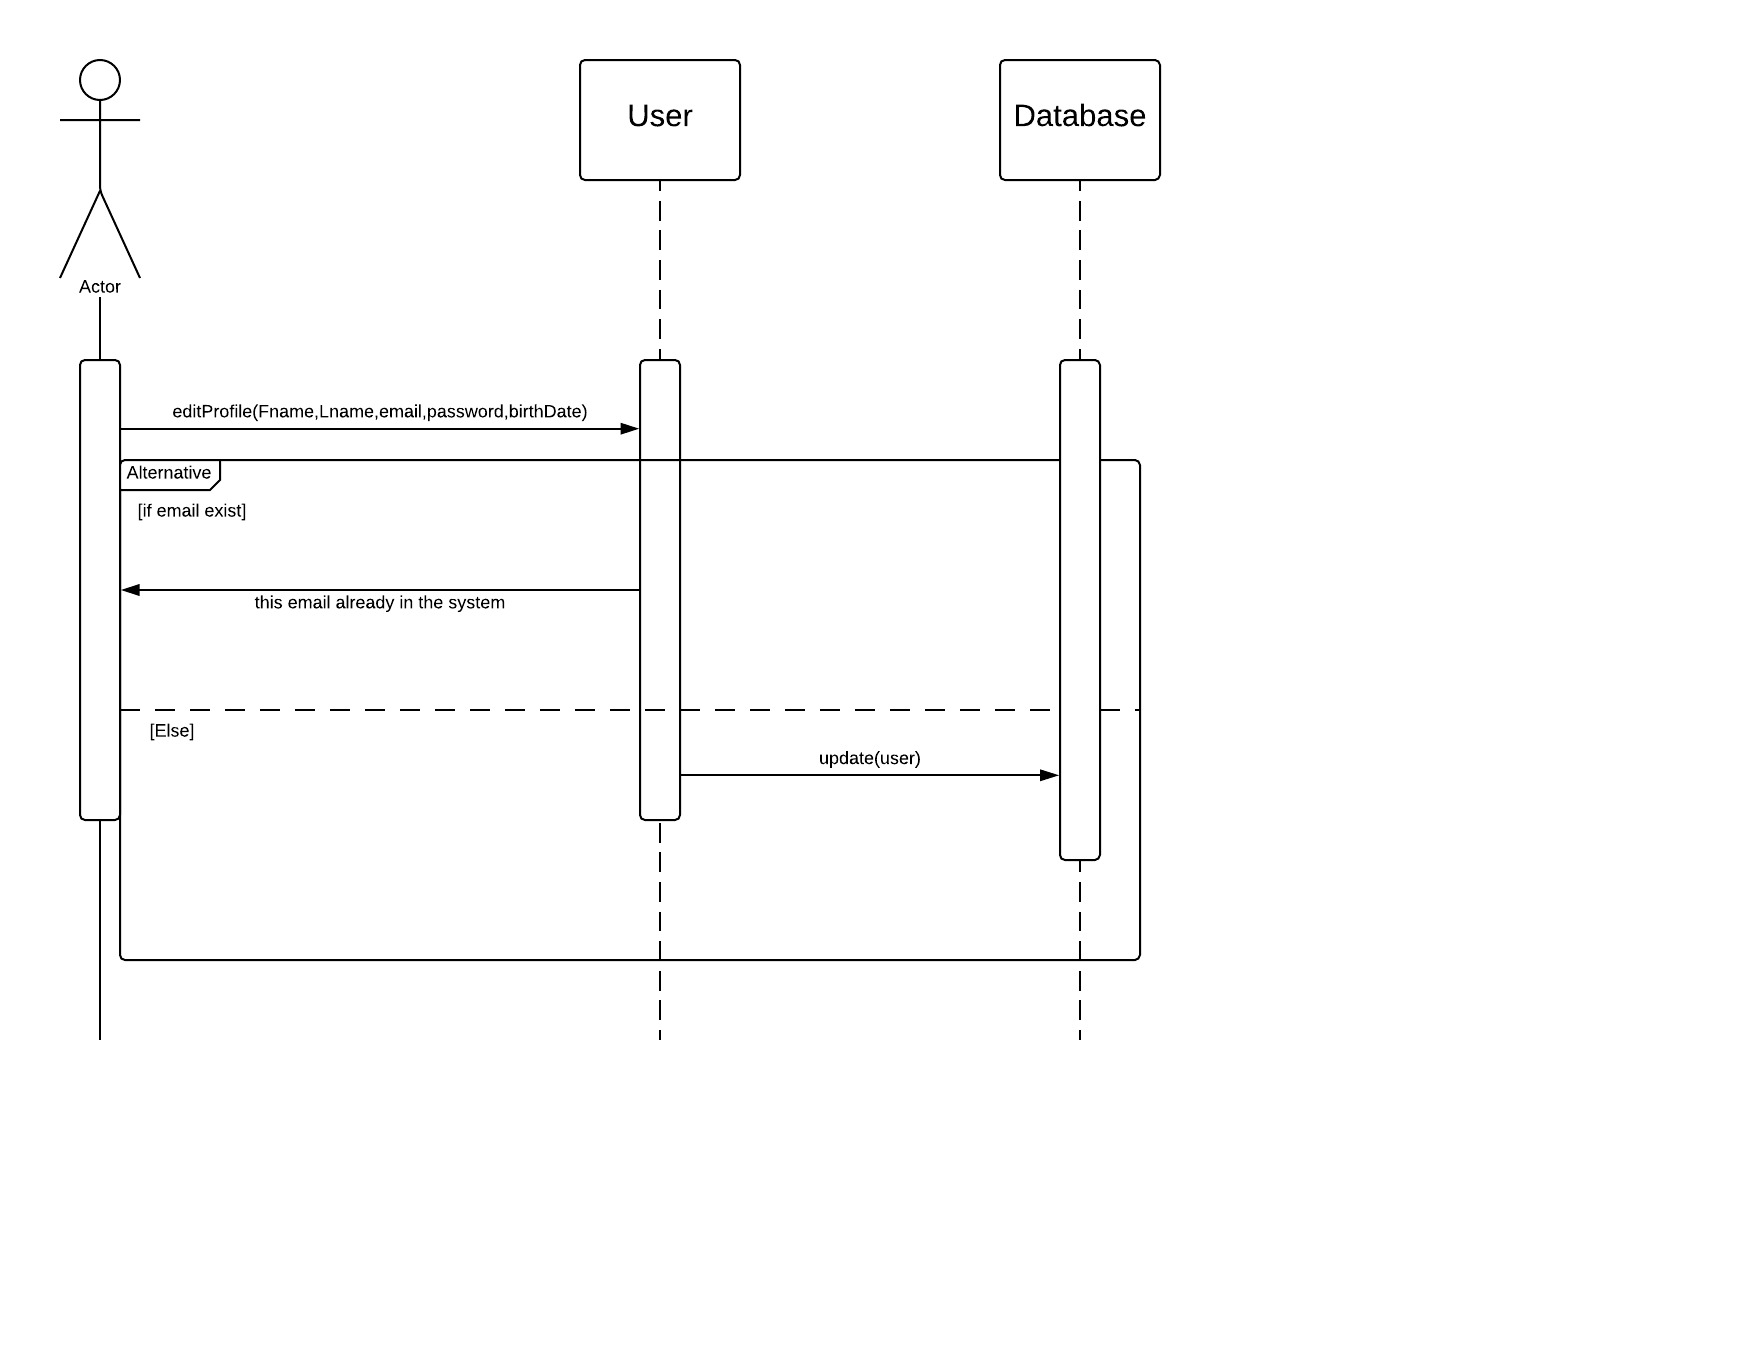 User
Database
Actor
editProfile(Fname,Lname,email,password,birthDate)
Alternative
[if email exist]
this email already in the system
[Else]
update(user)